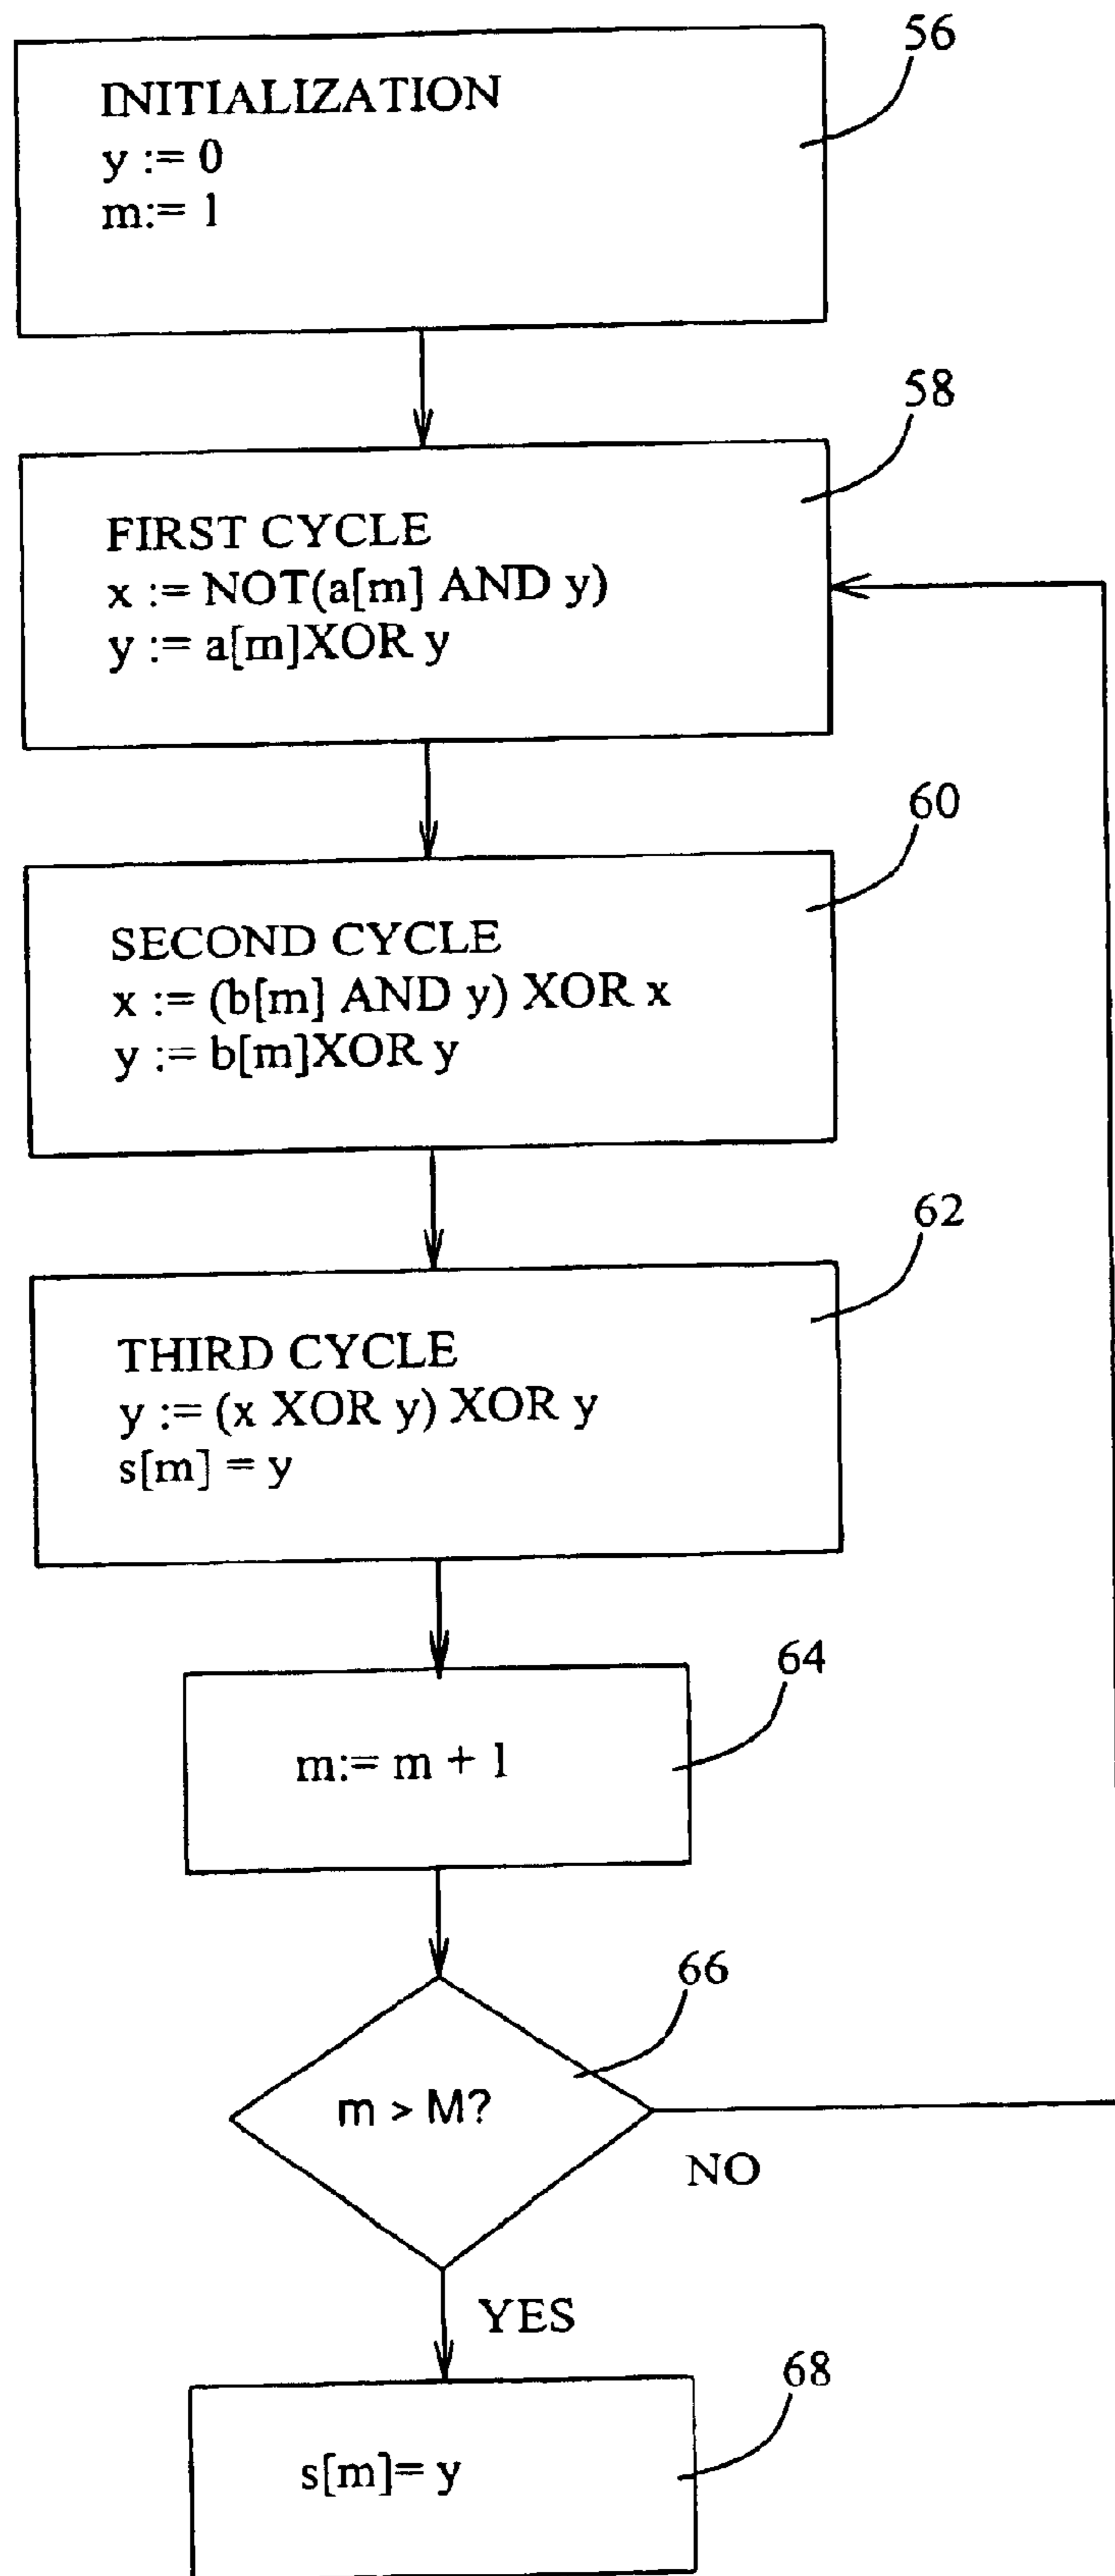 56
INITIALIZATION
y := 0
m:= 1
58
FIRST CYCLE
x := NOT(a[m] AND y)
y := a[m]XOR y
60
SECOND CYCLE
x := (b[m] AND y) XOR x
y := b[m]XOR y
62
THIRD CYCLE
y := (x XOR y) XOR y
s[m] = y
64
m:= m + 1
66
m > M?
NO
YES
68
s[m]= y